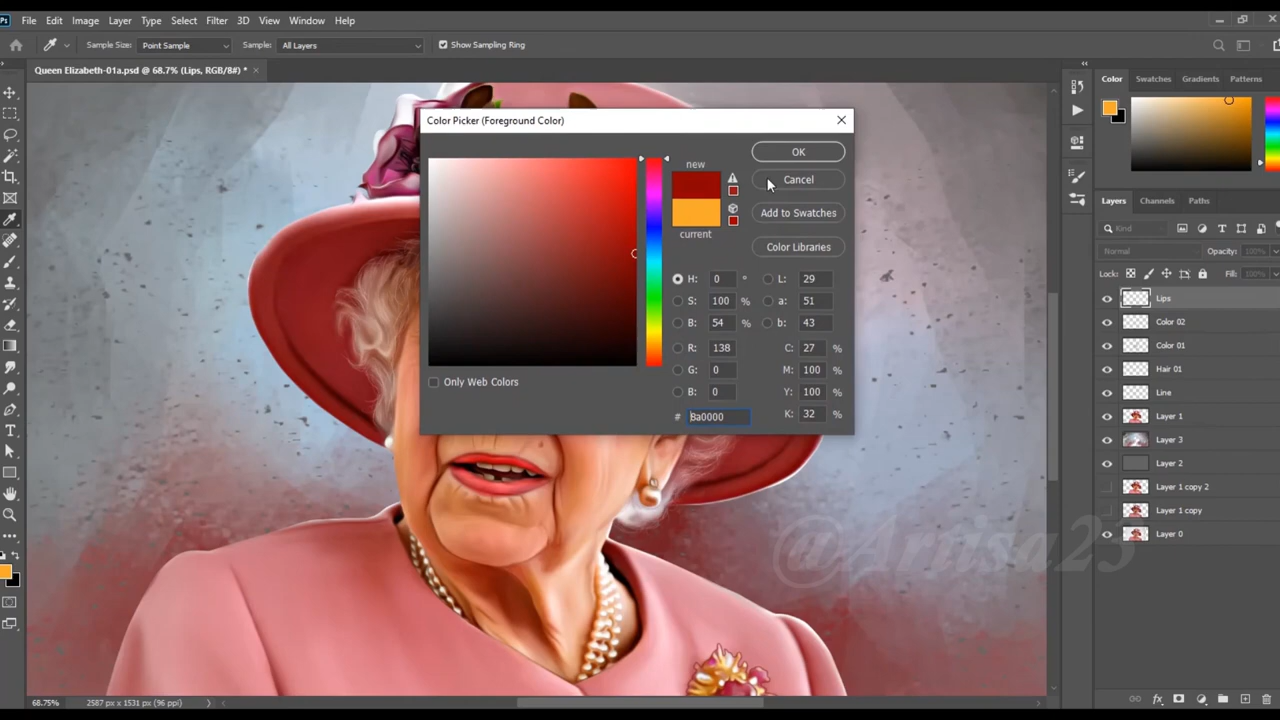 Ps File Edit Image Layer Type Select Filter 3D View Window Help
Sample Size: Point Sample Sample: All Layers Show Sampling Ring
Queen Elizabeth-01a.psd @ 68.7% (Lips, RGB/8#) *
Color Swatches Gradients Patterns
Color Picker (Foreground Color)
new
current
OK
Cancel
Add to Swatches
Color Libraries
H: 0 ° L: 29
S: 100 % a: 51
B: 54 % b: 43
R: 138 C: 27 %
G: 0 M: 100 %
B: 0 Y: 100 %
# 8a0000 K: 32 %
Only Web Colors
Layers Channels Paths
Kind
Normal Opacity: 100%
Lock: Fill: 100%
Lips
Color 02
Color 01
Hair 01
Line
Layer 1
Layer 3
Layer 2
Layer 1 copy 2
Layer 1 copy
Layer 0
@Artisa23
68.75% 2587 px x 1531 px (96 ppi)